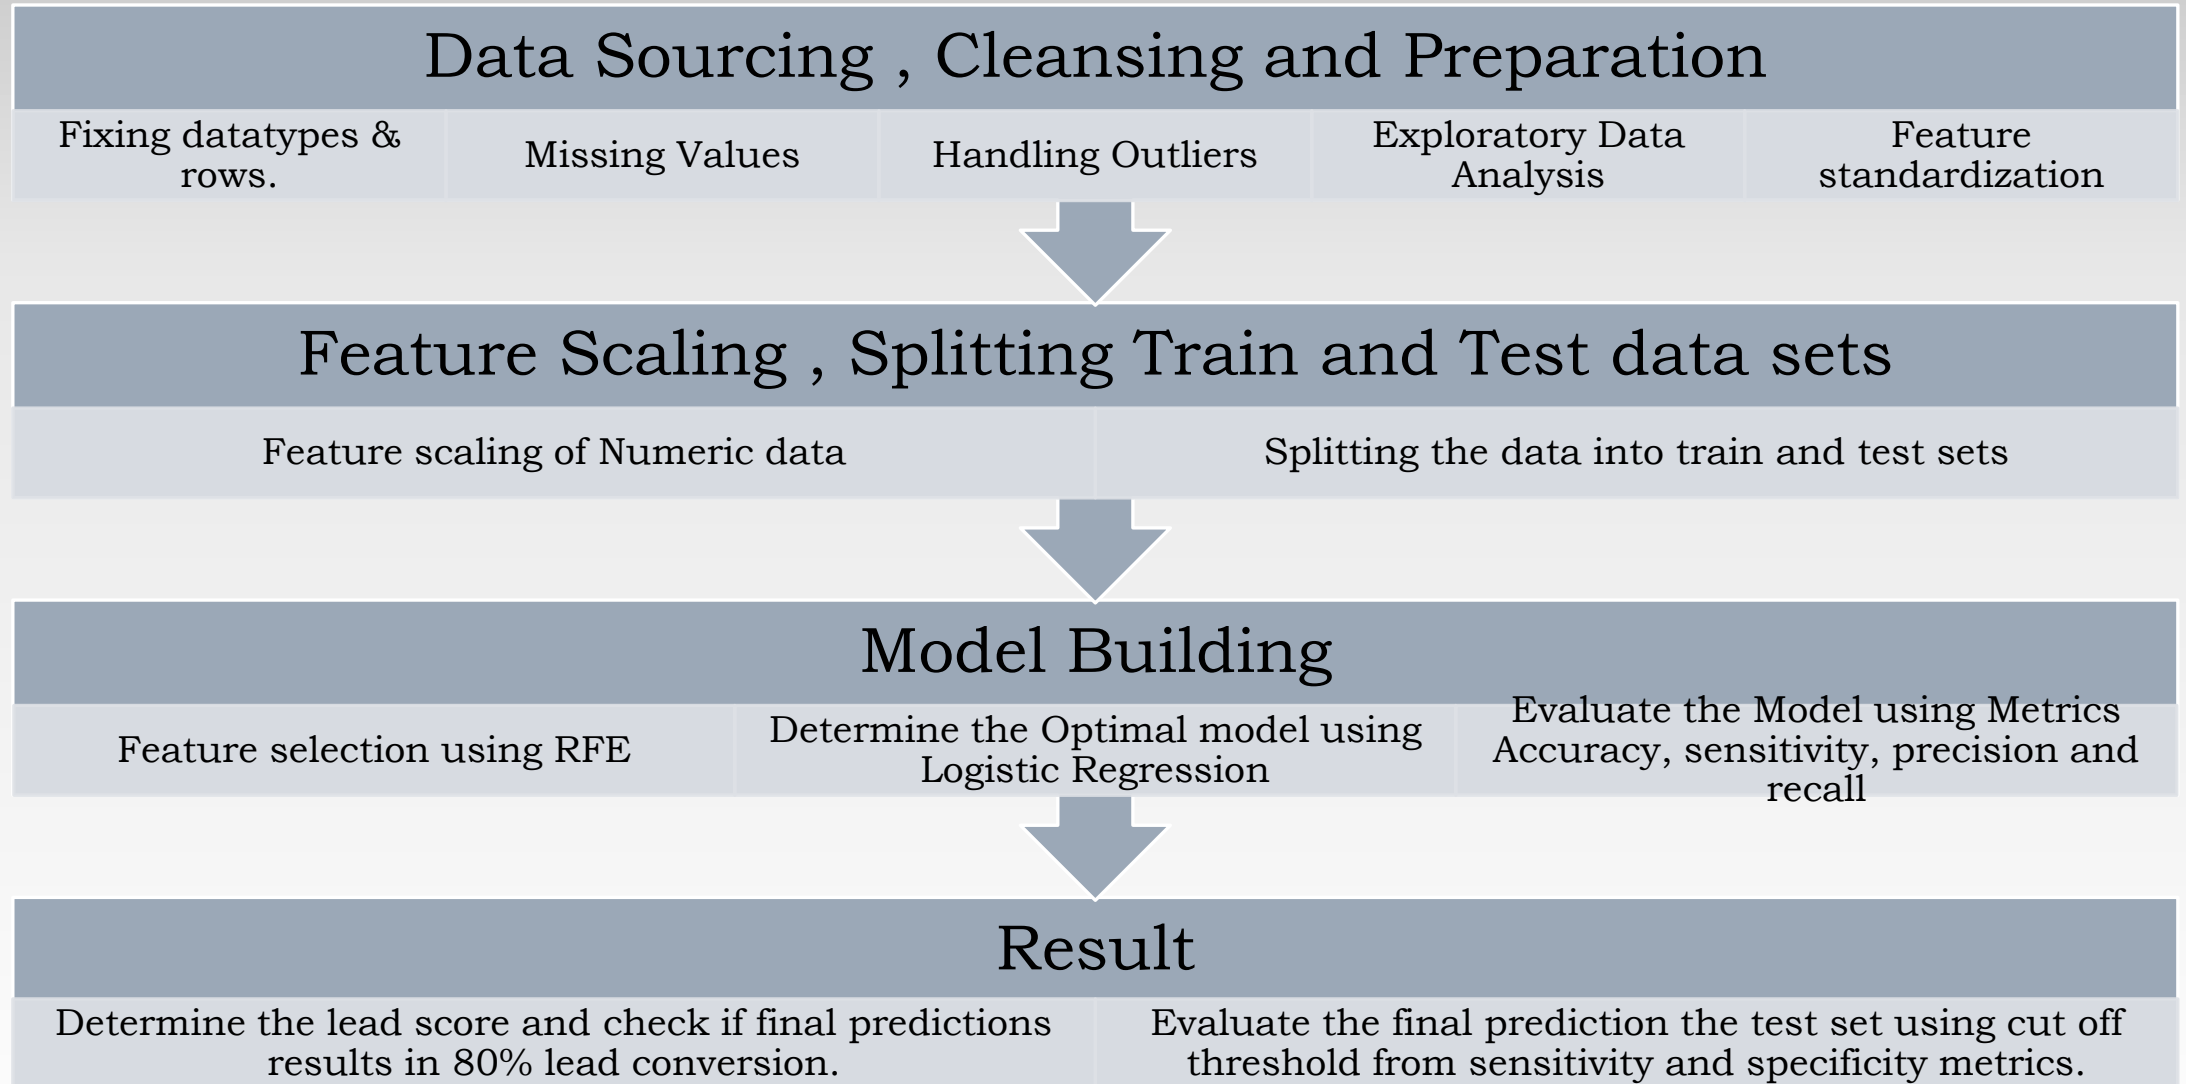 Data Sourcing , Cleansing and Preparation
Fixing datatypes &
rows.
Missing Values
Handling Outliers
Exploratory Data
Analysis
Feature
standardization
Feature Scaling , Splitting Train and Test data sets
Feature scaling of Numeric data
Splitting the data into train and test sets
Model Building
Feature selection using RFE
Determine the Optimal model using
Logistic Regression
Evaluate the Model using Metrics
Accuracy, sensitivity, precision and
recall
Result
Determine the lead score and check if final predictions
results in 80% lead conversion.
Evaluate the final prediction the test set using cut off
threshold from sensitivity and specificity metrics.